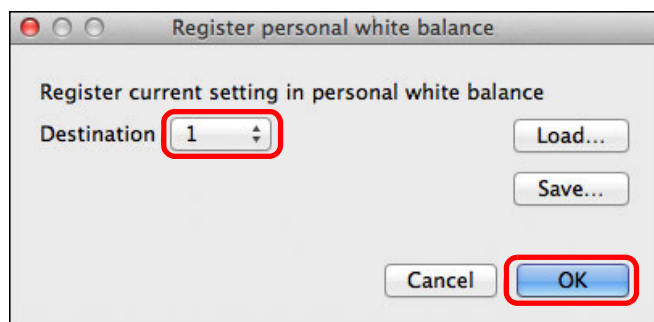 Register personal white balance
Register current setting in personal white balance
Destination 1 Load...
Save...
Cancel OK